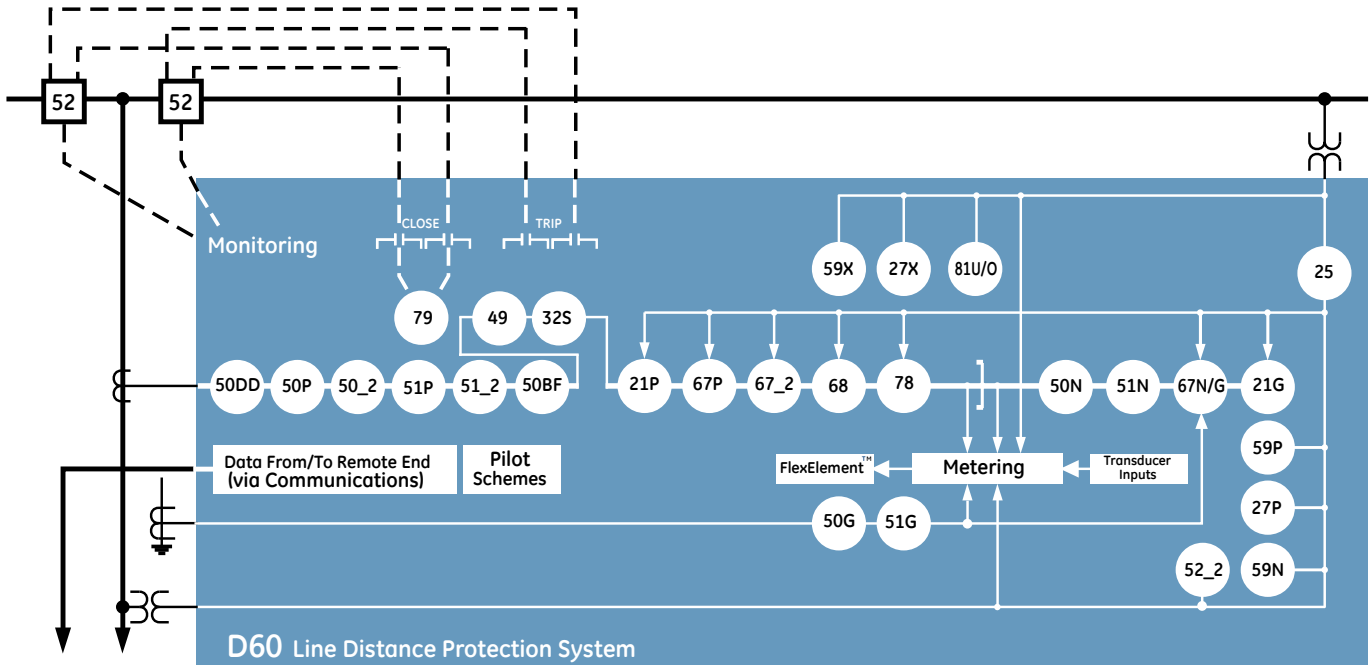 52
52
CLOSE
TRIP
Monitoring
59X
27X
81U/O
25
79
49
32S
50DD
50P
50_2
51P
51_2
50BF
21P
67P
67_2
68
78
50N
51N
67N/G
21G
59P
Data From/To Remote End
(via Communications)
Pilot
Schemes
FlexElement™
Metering
Transducer
Inputs
27P
50G
51G
52_2
59N
D60 Line Distance Protection System